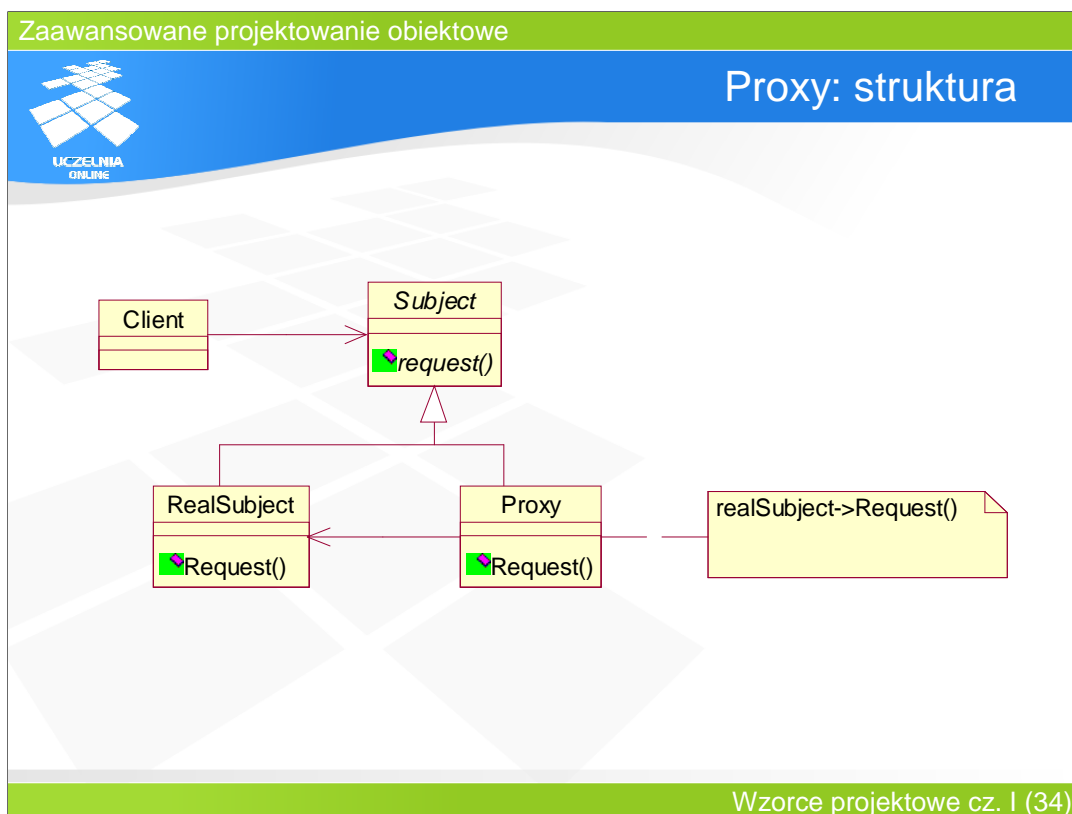 Zaawansowane projektowanie obiektowe
Proxy: struktura
UCZELNIA
ONLINE
Client
Subject
request()
RealSubject
Request()
Proxy
Request()
realSubject->Request()
Wzorce projektowe cz. I (34)